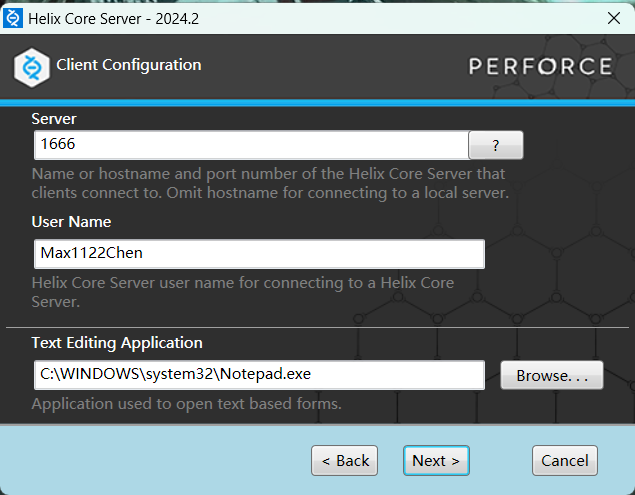 Helix Core Server - 2024.2
Client Configuration
PERFORCE
Server
1666
?
Name or hostname and port number of the Helix Core Server that
clients connect to. Omit hostname for connecting to a local server.
User Name
Max1122Chen
Helix Core Server user name for connecting to a Helix Core
Server.
Text Editing Application
C:\WINDOWS\system32\Notepad.exe
Browse. . .
Application used to open text based forms.
< Back
Next >
Cancel